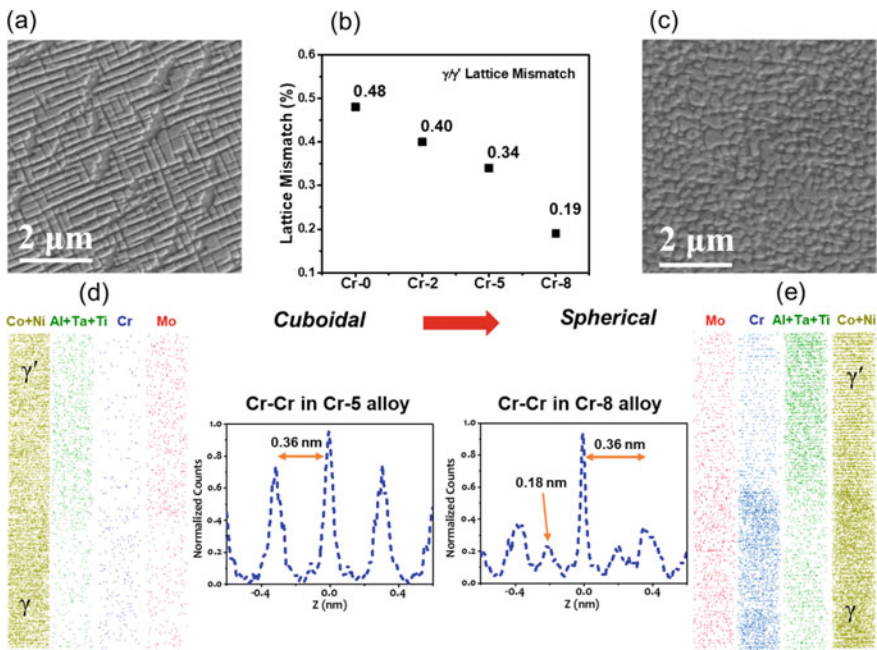 (a)
(b)
(c)
2 μm
0.6
0.5
0.4
0.3
0.2
0.1
Lattice Mismatch (%)
γ/γ' Lattice Mismatch
0.48
0.40
0.34
0.19
Cr-0 Cr-2 Cr-5 Cr-8
2 μm
(d)
(e)
Co+Ni Al+Ta+Ti Cr Mo
γ'
γ
Cuboidal
Spherical
Mo Cr Al+Ta+Ti Co+Ni
γ'
γ
Cr-Cr in Cr-5 alloy
1.0
0.8
0.6
0.4
0.2
0.0
Normalized Counts
0.36 nm
-0.4 0.0 0.4
Z (nm)
Cr-Cr in Cr-8 alloy
1.0
0.8
0.6
0.4
0.2
0.0
Normalized Counts
0.36 nm
0.18 nm
-0.4 0.0 0.4
Z (nm)